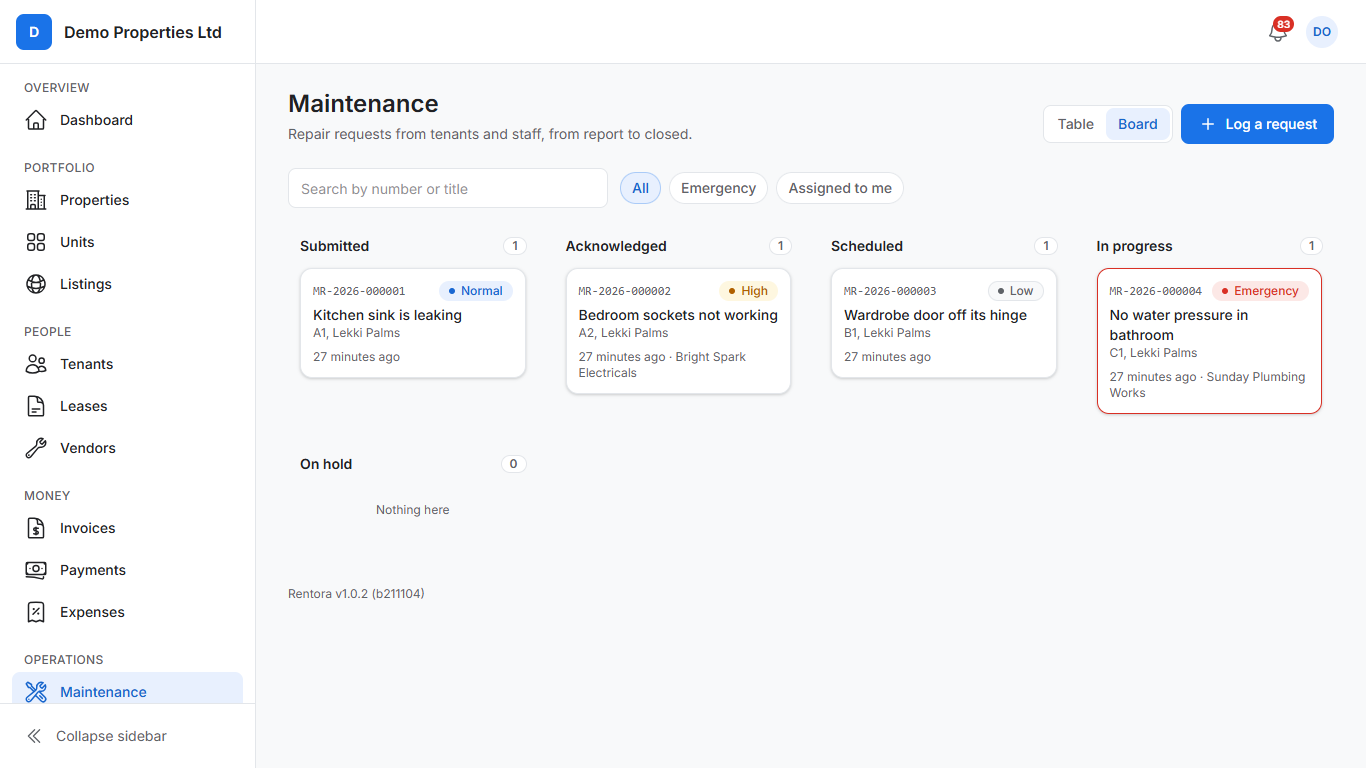 D
Demo Properties Ltd
83
DO
OVERVIEW
Dashboard
PORTFOLIO
Properties
Units
Listings
PEOPLE
Tenants
Leases
Vendors
MONEY
Invoices
Payments
Expenses
OPERATIONS
Maintenance
Collapse sidebar
Maintenance
Repair requests from tenants and staff, from report to closed.
Table
Board
+ Log a request
Search by number or title
All
Emergency
Assigned to me
Submitted 1
MR-2026-000001 Normal
Kitchen sink is leaking
A1, Lekki Palms
27 minutes ago
Acknowledged 1
MR-2026-000002 High
Bedroom sockets not working
A2, Lekki Palms
27 minutes ago · Bright Spark
Electricals
Scheduled 1
MR-2026-000003 Low
Wardrobe door off its hinge
B1, Lekki Palms
27 minutes ago
In progress 1
MR-2026-000004 Emergency
No water pressure in
bathroom
C1, Lekki Palms
27 minutes ago · Sunday Plumbing
Works
On hold 0
Nothing here
Rentora v1.0.2 (b211104)